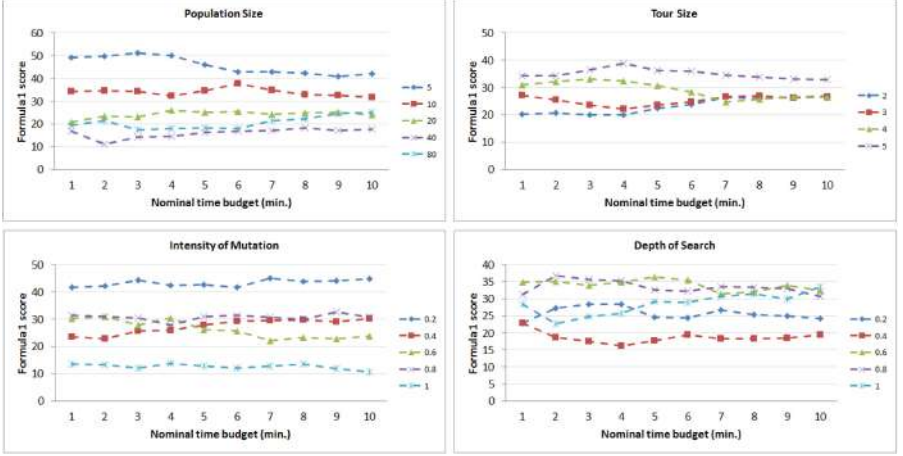 Population Size
Formula1 score
60
50
40
30
20
10
0
1 2 3 4 5 6 7 8 9 10
Nominal time budget (min.)
5
10
20
40
80
Tour Size
Formula1 score
50
40
30
20
10
0
1 2 3 4 5 6 7 8 9 10
Nominal time budget (min.)
2
3
4
5
Intensity of Mutation
Formula1 score
50
40
30
20
10
0
1 2 3 4 5 6 7 8 9 10
Nominal time budget (min.)
0.2
0.4
0.6
0.8
1
Depth of Search
Formula1 score
40
35
30
25
20
15
10
5
0
1 2 3 4 5 6 7 8 9 10
Nominal time budget (min.)
0.2
0.4
0.6
0.8
1